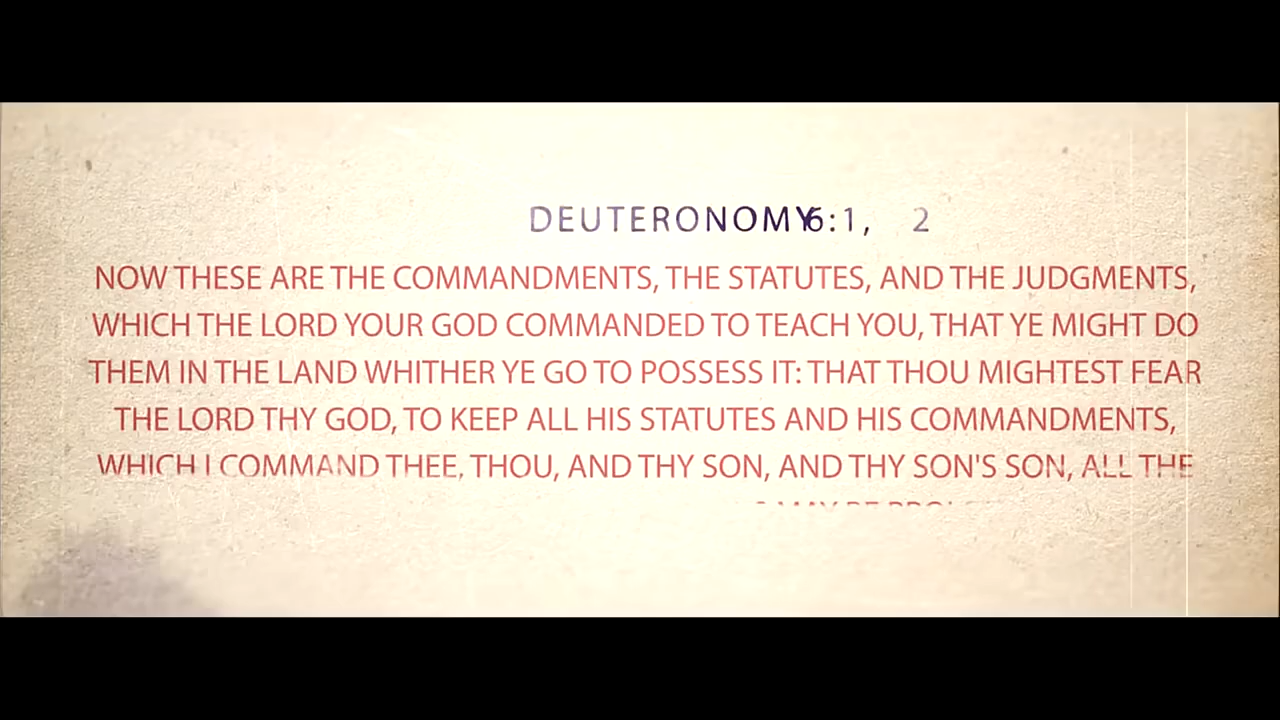 DEUTERONOMY 6:1, 2
NOW THESE ARE THE COMMANDMENTS, THE STATUTES, AND THE JUDGMENTS,
WHICH THE LORD YOUR GOD COMMANDED TO TEACH YOU, THAT YE MIGHT DO
THEM IN THE LAND WHITHER YE GO TO POSSESS IT: THAT THOU MIGHTEST FEAR
THE LORD THY GOD, TO KEEP ALL HIS STATUTES AND HIS COMMANDMENTS,
WHICH I COMMAND THEE, THOU, AND THY SON, AND THY SON'S SON, ALL THE
MAY BE